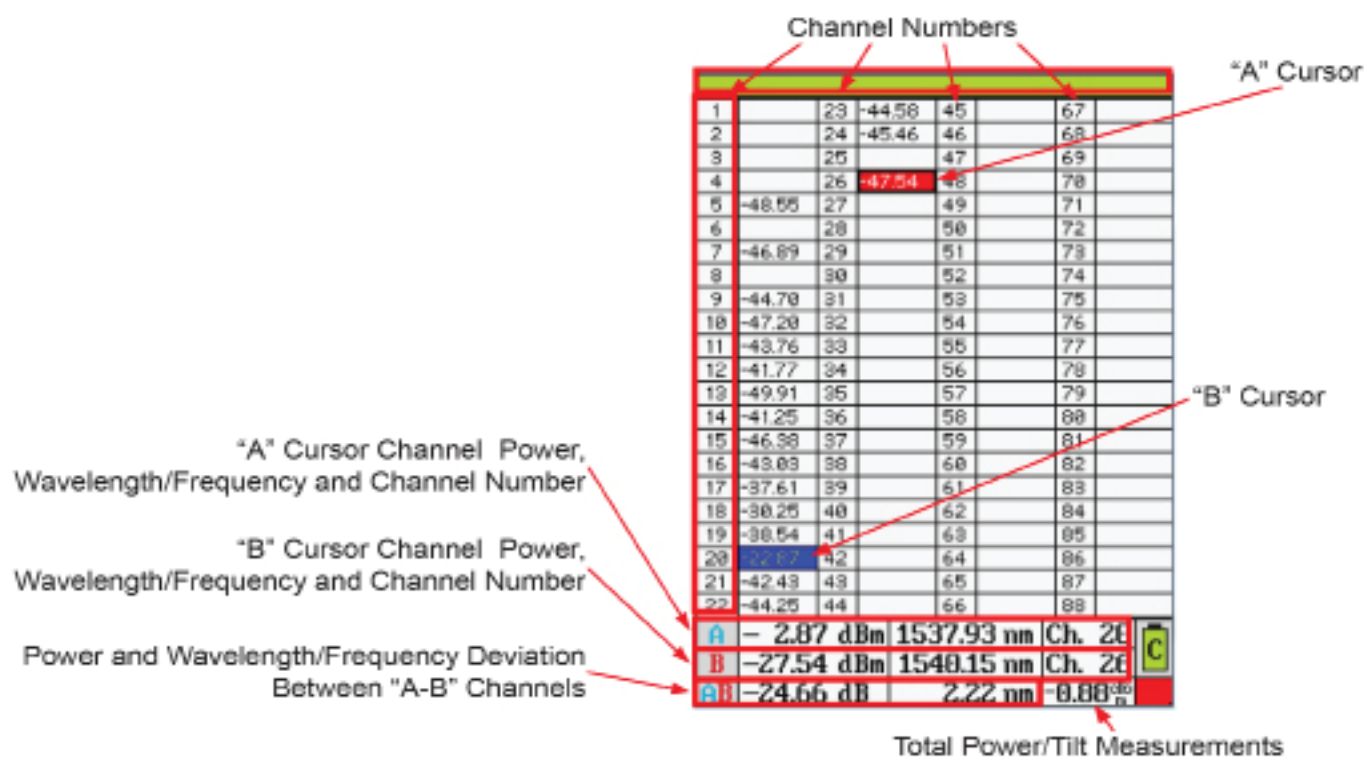 Channel Numbers
"A" Cursor
1 23 -44.58 45 67
2 24 -45.46 46 68
3 25 47 69
4 26 -47.54 48 70
5 -48.55 27 49 71
6 28 50 72
7 -46.89 29 51 73
8 30 52 74
9 -44.70 31 53 75
10 -47.20 32 54 76
11 -43.76 33 55 77
12 -41.77 34 56 78
13 -49.91 35 57 79
14 -41.25 36 58 80
15 -46.38 37 59 81
16 -43.03 38 60 82
17 -37.61 39 61 83
18 -30.25 40 62 84
19 -38.54 41 63 85
20 -22.87 42 64 86
21 -42.43 43 65 87
22 -44.25 44 66 88
"B" Cursor
"A" Cursor Channel Power,
Wavelength/Frequency and Channel Number
"B" Cursor Channel Power,
Wavelength/Frequency and Channel Number
Power and Wavelength/Frequency Deviation
Between "A-B" Channels
A - 2.87 dBm 1537.93 nm Ch. 26
B -27.54 dBm 1540.15 nm Ch. 26
C
AB -24.66 dB 2.22 nm -0.88
Total Power/Tilt Measurements